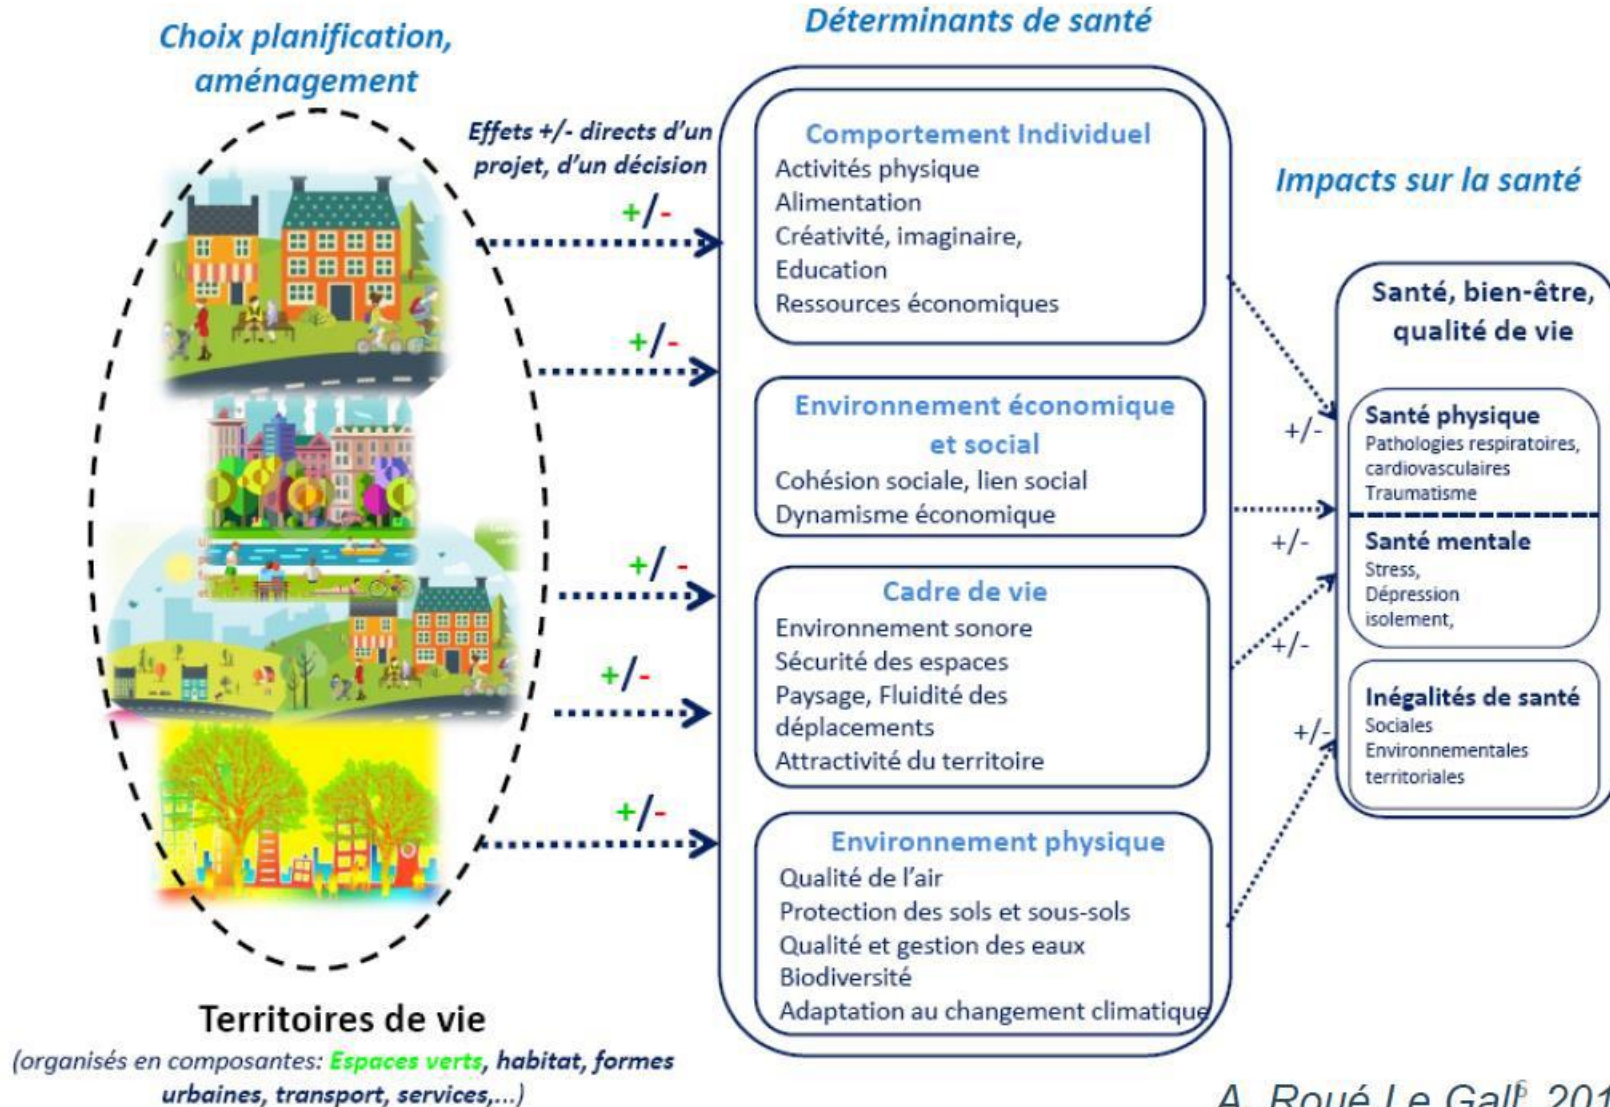 Choix planification,
aménagement
Effets +/- directs d'un
projet, d'un décision
+/-
+/-
+/ -
+/-
+/-
Territoires de vie
(organisés en composantes: Espaces verts, habitat, formes
urbaines, transport, services,...)
Déterminants de santé
Comportement Individuel
Activités physique
Alimentation
Créativité, imaginaire,
Education
Ressources économiques
Environnement économique
et social
Cohésion sociale, lien social
Dynamisme économique
Cadre de vie
Environnement sonore
Sécurité des espaces
Paysage, Fluidité des
déplacements
Attractivité du territoire
Environnement physique
Qualité de l'air
Protection des sols et sous-sols
Qualité et gestion des eaux
Biodiversité
Adaptation au changement climatique
+/-
+/-
+/-
+/-
Impacts sur la santé
Santé, bien-être,
qualité de vie
Santé physique
Pathologies respiratoires,
cardiovasculaires
Traumatisme
Santé mentale
Stress,
Dépression
isolement,
Inégalités de santé
Sociales
Environnementales
territoriales
A. Roué Le Gall 201
6